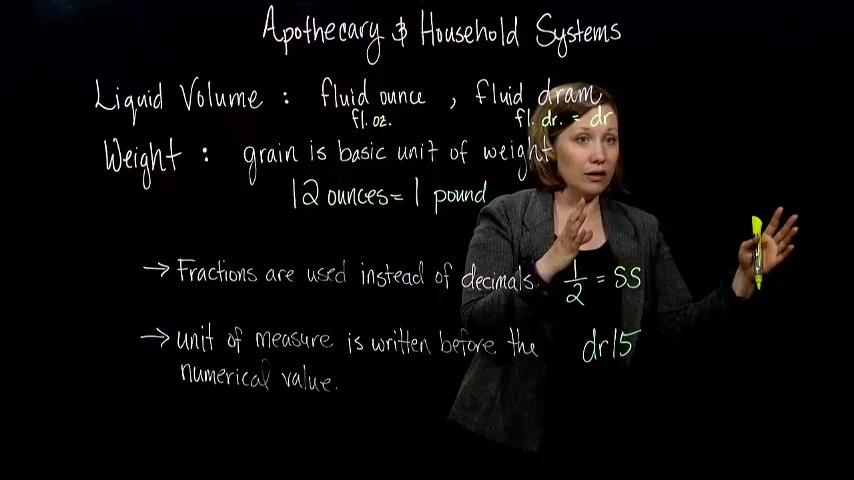 Apothecary & Household Systems
Liquid Volume : fluid ounce , fluid dram
fl. oz. fl. dr. = dr
Weight : grain is basic unit of weight
12 ounces = 1 pound
→ Fractions are used instead of decimals. 1/2 = SS
→ unit of measure is written before the dr 15
numerical value.